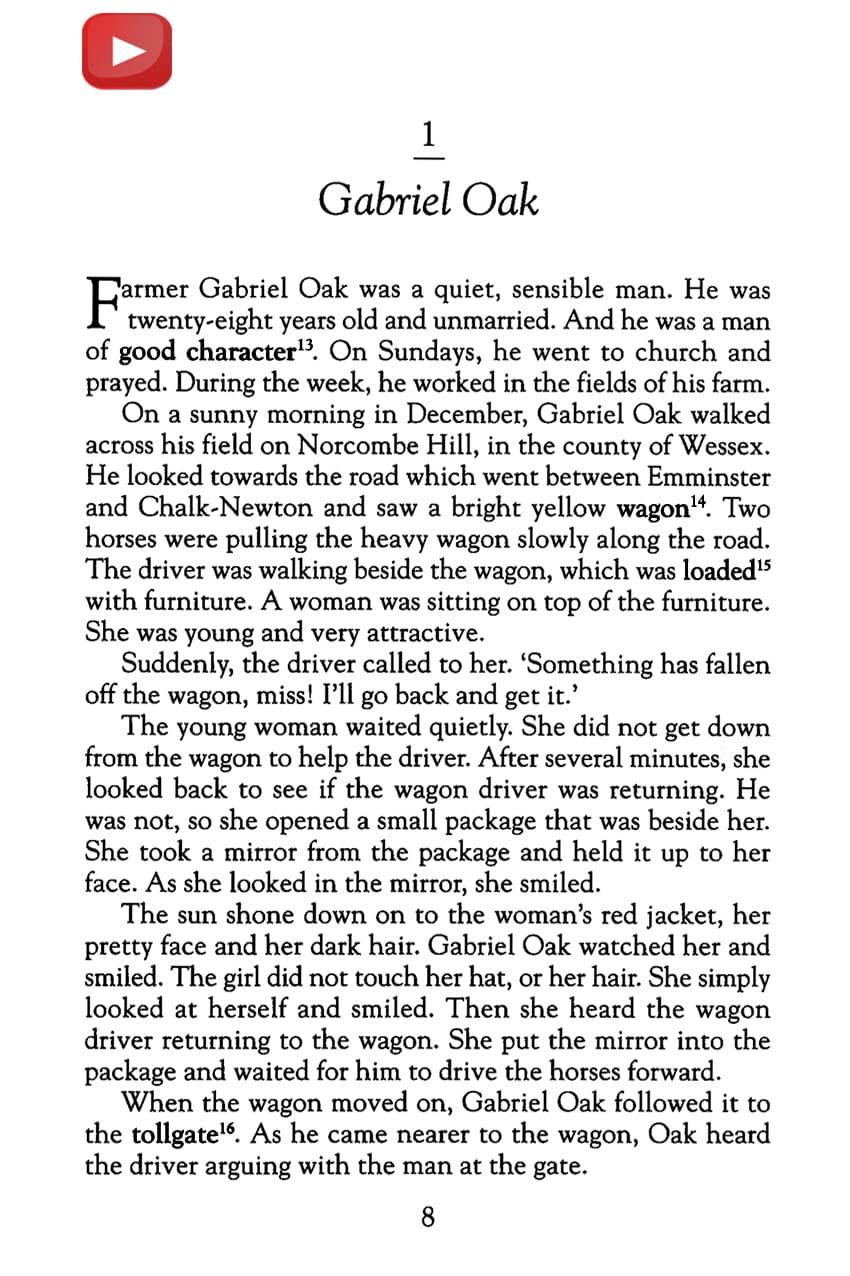 1
Gabriel Oak
Farmer Gabriel Oak was a quiet, sensible man. He was
twenty-eight years old and unmarried. And he was a man
of good character¹³. On Sundays, he went to church and
prayed. During the week, he worked in the fields of his farm.
On a sunny morning in December, Gabriel Oak walked
across his field on Norcombe Hill, in the county of Wessex.
He looked towards the road which went between Emminster
and Chalk-Newton and saw a bright yellow wagon¹⁴. Two
horses were pulling the heavy wagon slowly along the road.
The driver was walking beside the wagon, which was loaded¹⁵
with furniture. A woman was sitting on top of the furniture.
She was young and very attractive.
Suddenly, the driver called to her. ‘Something has fallen
off the wagon, miss! I’ll go back and get it.’
The young woman waited quietly. She did not get down
from the wagon to help the driver. After several minutes, she
looked back to see if the wagon driver was returning. He
was not, so she opened a small package that was beside her.
She took a mirror from the package and held it up to her
face. As she looked in the mirror, she smiled.
The sun shone down on to the woman’s red jacket, her
pretty face and her dark hair. Gabriel Oak watched her and
smiled. The girl did not touch her hat, or her hair. She simply
looked at herself and smiled. Then she heard the wagon
driver returning to the wagon. She put the mirror into the
package and waited for him to drive the horses forward.
When the wagon moved on, Gabriel Oak followed it to
the tollgate¹⁶. As he came nearer to the wagon, Oak heard
the driver arguing with the man at the gate.
8